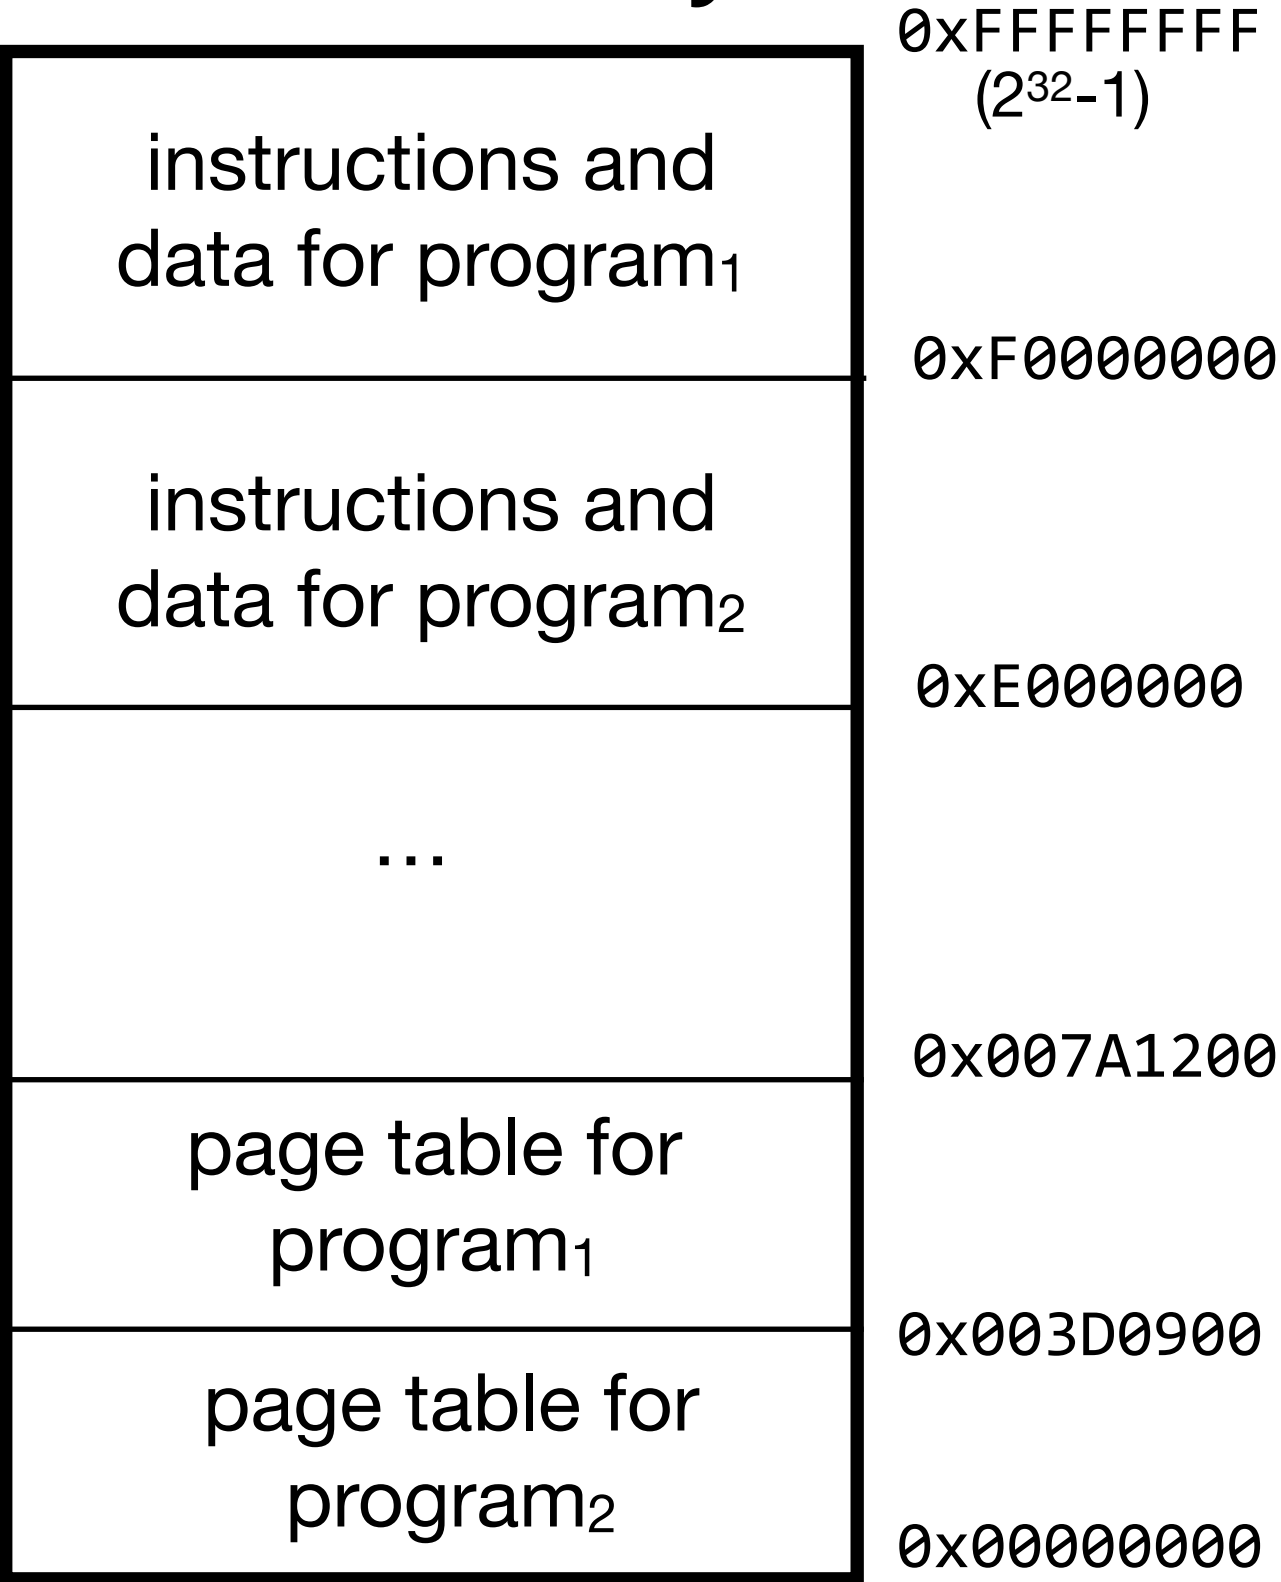 0xFFFFFFFF
(2³²-1)
instructions and
data for program₁
0xF0000000
instructions and
data for program₂
0xE000000
...
0x007A1200
page table for
program₁
0x003D0900
page table for
program₂
0x00000000